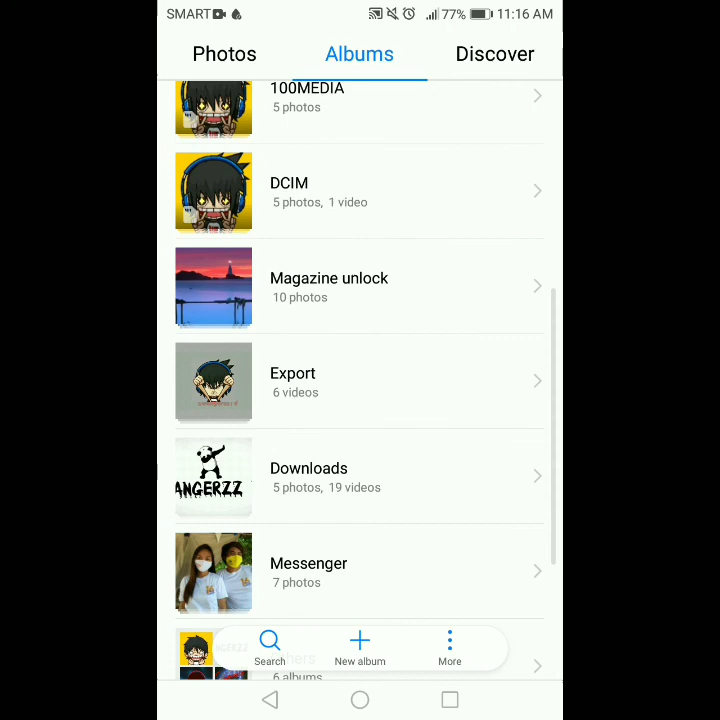 SMART 77% 11:16 AM
Photos Albums Discover
100MEDIA
5 photos
DCIM
5 photos, 1 video
Magazine unlock
10 photos
Export
6 videos
ANGERZZ
Downloads
5 photos, 19 videos
Messenger
7 photos
Search New album More
6 albums